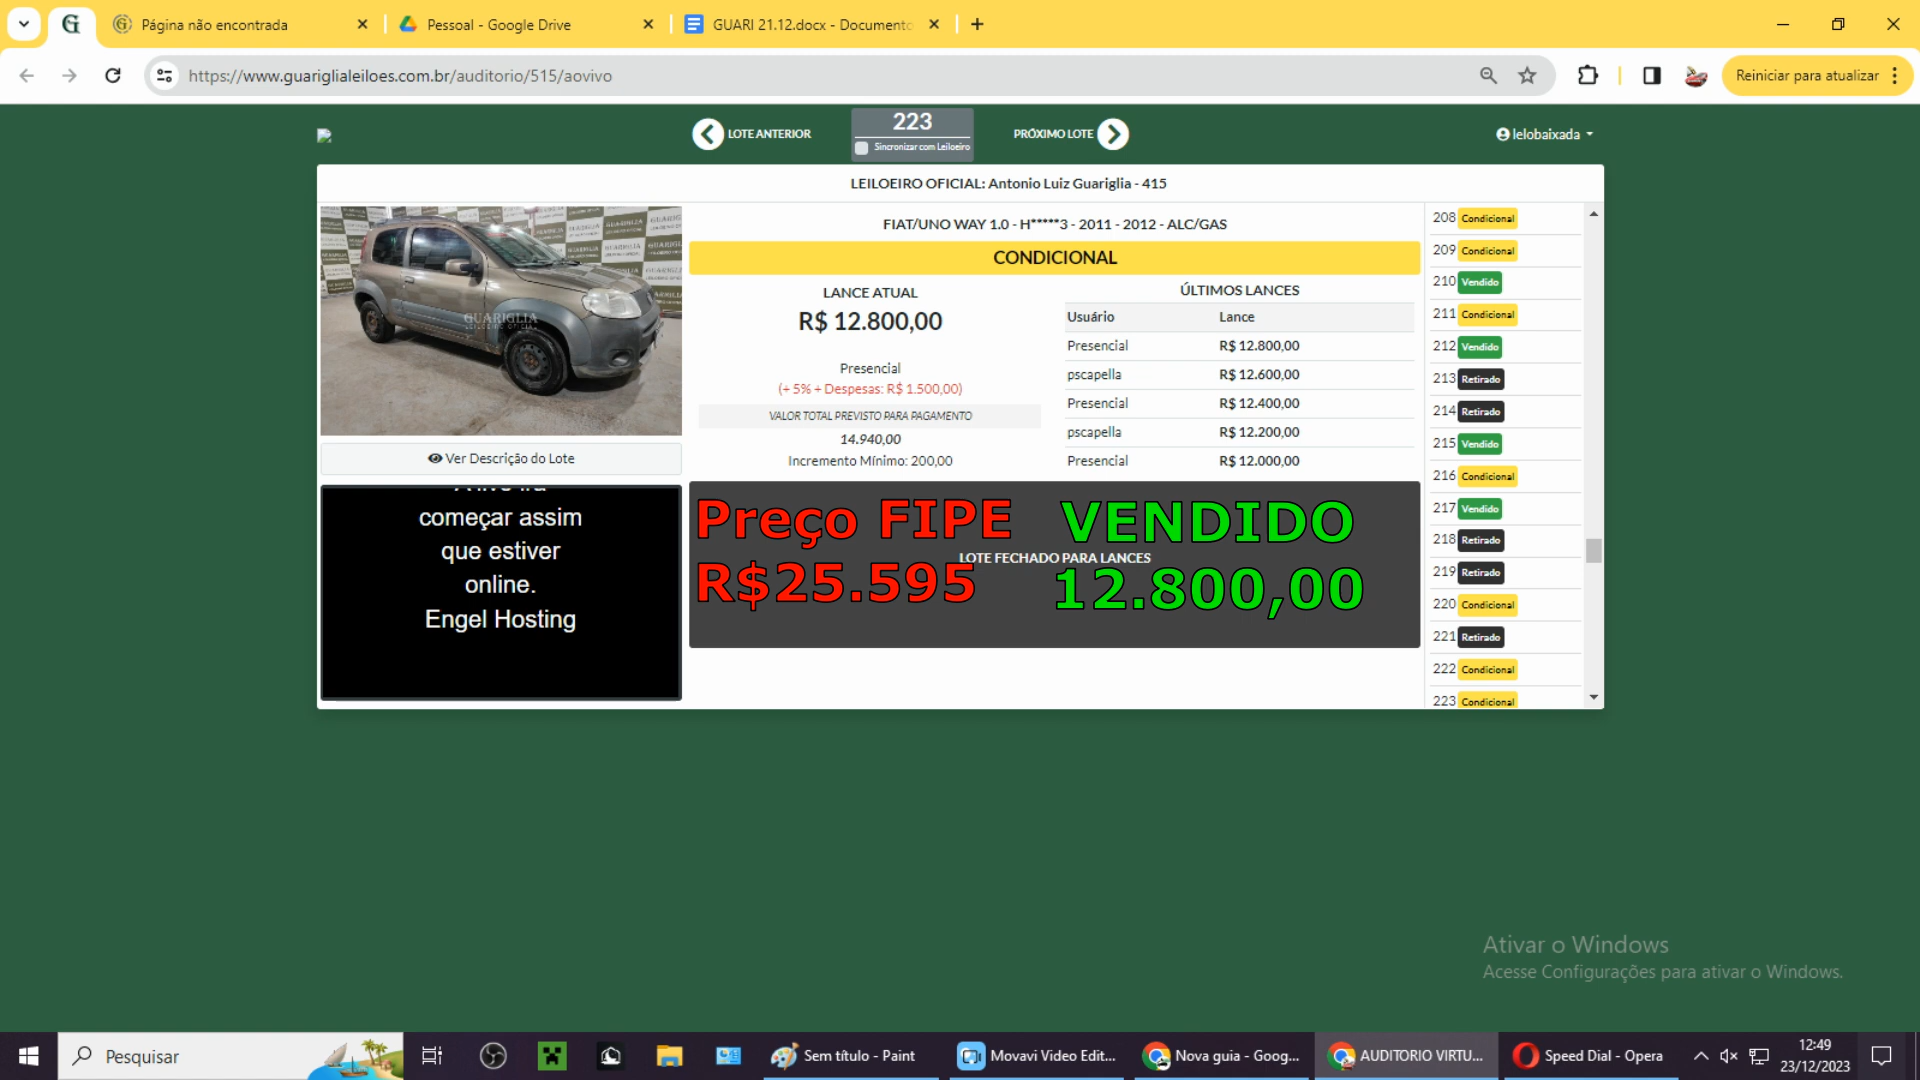 Página não encontrada
Pessoal - Google Drive
GUARI 21.12.docx - Documento
https://www.guariglialeiloes.com.br/auditorio/515/aovivo
Reiniciar para atualizar
LOTE ANTERIOR
223
Sincronizar com Leiloeiro
PRÓXIMO LOTE
lelobaixada
LEILOEIRO OFICIAL: Antonio Luiz Guariglia - 415
GUARIGLIA
LEILOEIRO OFICIAL
Ver Descrição do Lote
começar assim
que estiver
online.
Engel Hosting
FIAT/UNO WAY 1.0 - H*****3 - 2011 - 2012 - ALC/GAS
CONDICIONAL
LANCE ATUAL
R$ 12.800,00
Presencial
(+ 5% + Despesas: R$ 1.500,00)
VALOR TOTAL PREVISTO PARA PAGAMENTO
14.940,00
Incremento Mínimo: 200,00
ÚLTIMOS LANCES
Usuário Lance
Presencial R$ 12.800,00
pscapella R$ 12.600,00
Presencial R$ 12.400,00
pscapella R$ 12.200,00
Presencial R$ 12.000,00
Preço FIPE VENDIDO
LOTE FECHADO PARA LANCES
R$25.595 12.800,00
208 Condicional
209 Condicional
210 Vendido
211 Condicional
212 Vendido
213 Retirado
214 Retirado
215 Vendido
216 Condicional
217 Vendido
218 Retirado
219 Retirado
220 Condicional
221 Retirado
222 Condicional
223 Condicional
Ativar o Windows
Acesse Configurações para ativar o Windows.
Pesquisar
Sem título - Paint
Movavi Video Edit...
Nova guia - Goog...
AUDITORIO VIRTU...
Speed Dial - Opera
12:49
23/12/2023